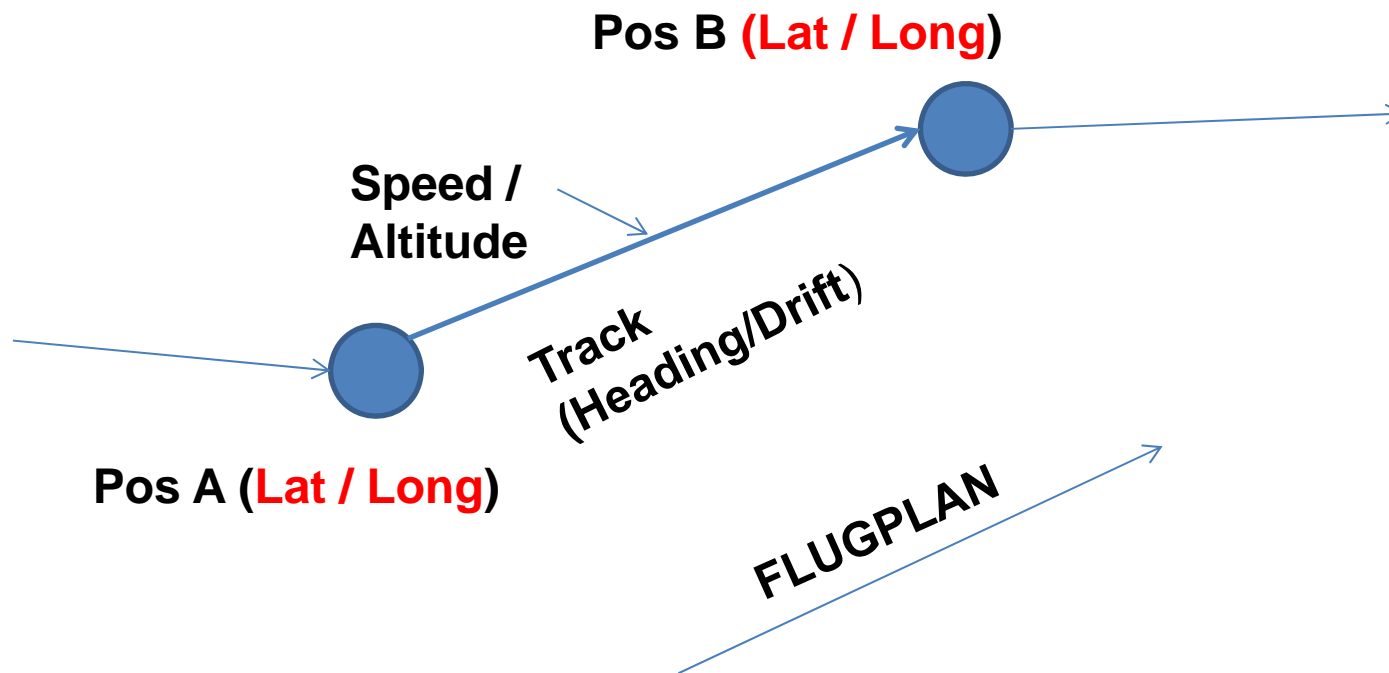 Pos B (Lat / Long)
Speed /
Altitude
Track
(Heading/Drift)
Pos A (Lat / Long)
FLUGPLAN